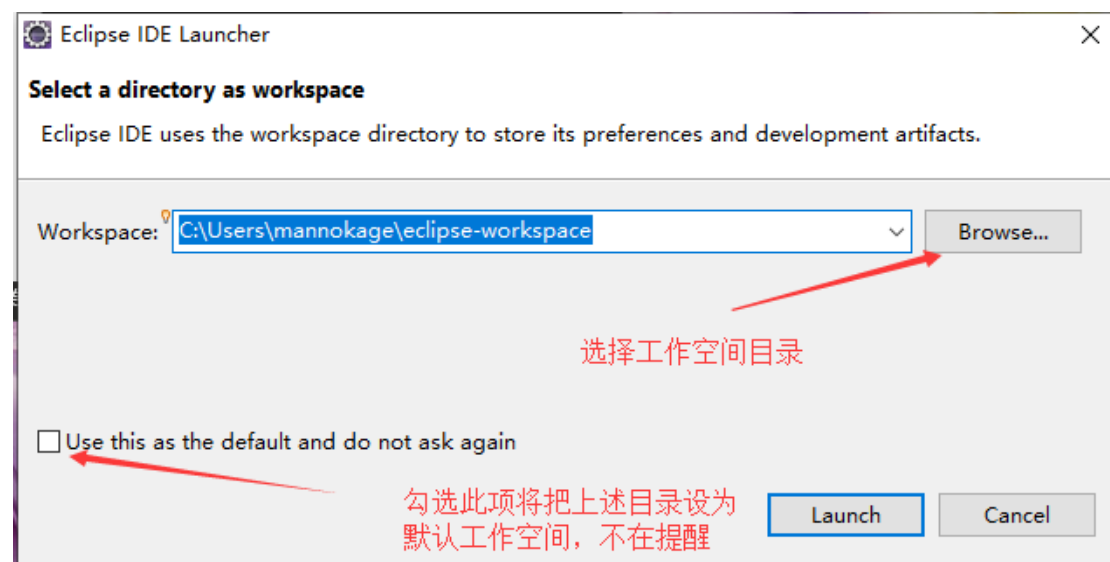 Eclipse IDE Launcher
Select a directory as workspace
Eclipse IDE uses the workspace directory to store its preferences and development artifacts.
Workspace: C:\Users\mannokage\eclipse-workspace Browse...
选择工作空间目录
Use this as the default and do not ask again
勾选此项将把上述目录设为
默认工作空间，不在提醒
Launch Cancel